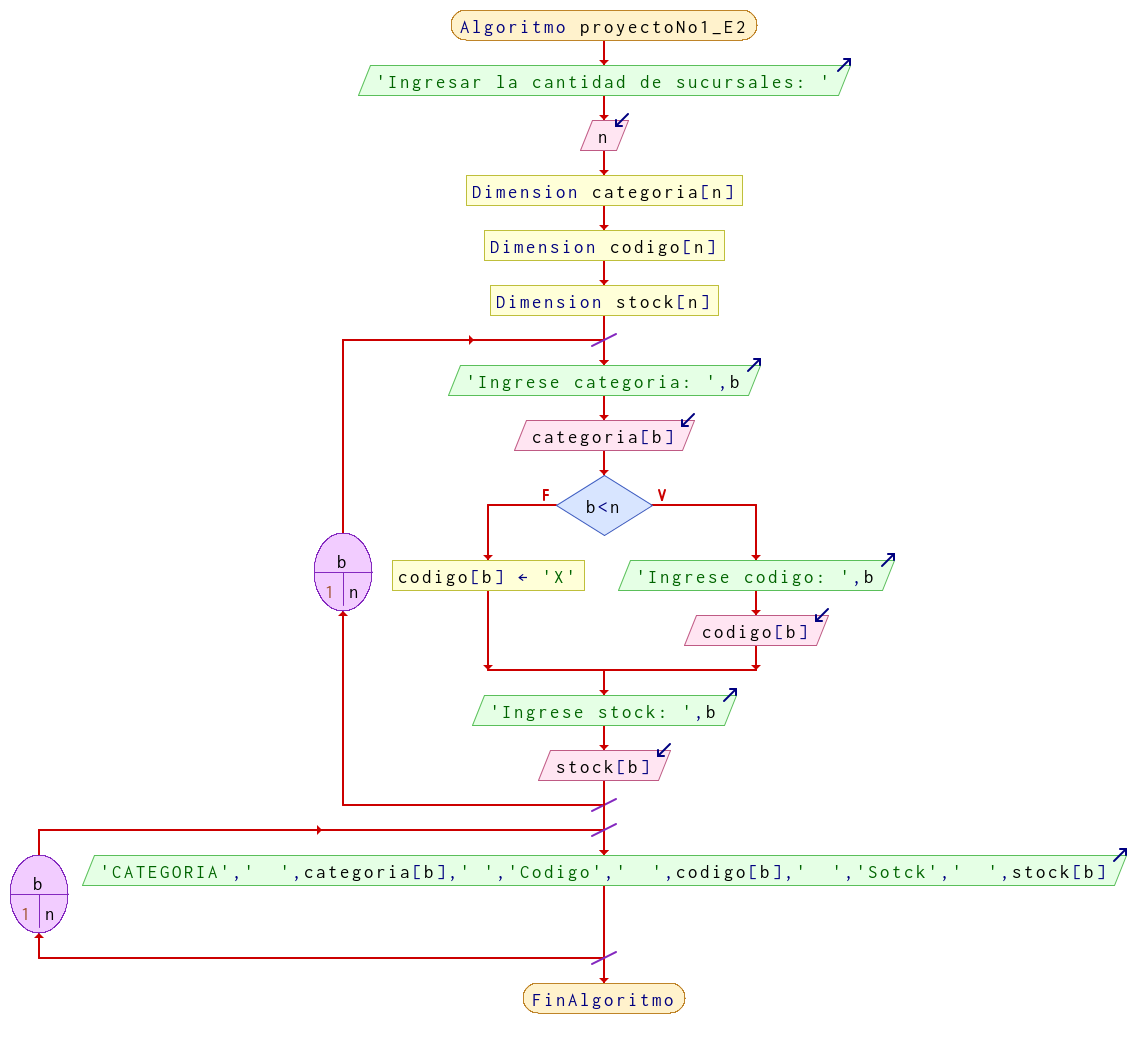 Algoritmo proyectoNo1_E2
'Ingresar la cantidad de sucursales: '
n
Dimension categoria[n]
Dimension codigo[n]
Dimension stock[n]
'Ingrese categoria: ',b
categoria[b]
F
V
b<n
b
1
n
codigo[b] ← 'X'
'Ingrese codigo: ',b
codigo[b]
'Ingrese stock: ',b
stock[b]
b
1
n
'CATEGORIA','  ',categoria[b],' ','Codigo','  ',codigo[b],'  ','Sotck','  ',stock[b]
FinAlgoritmo